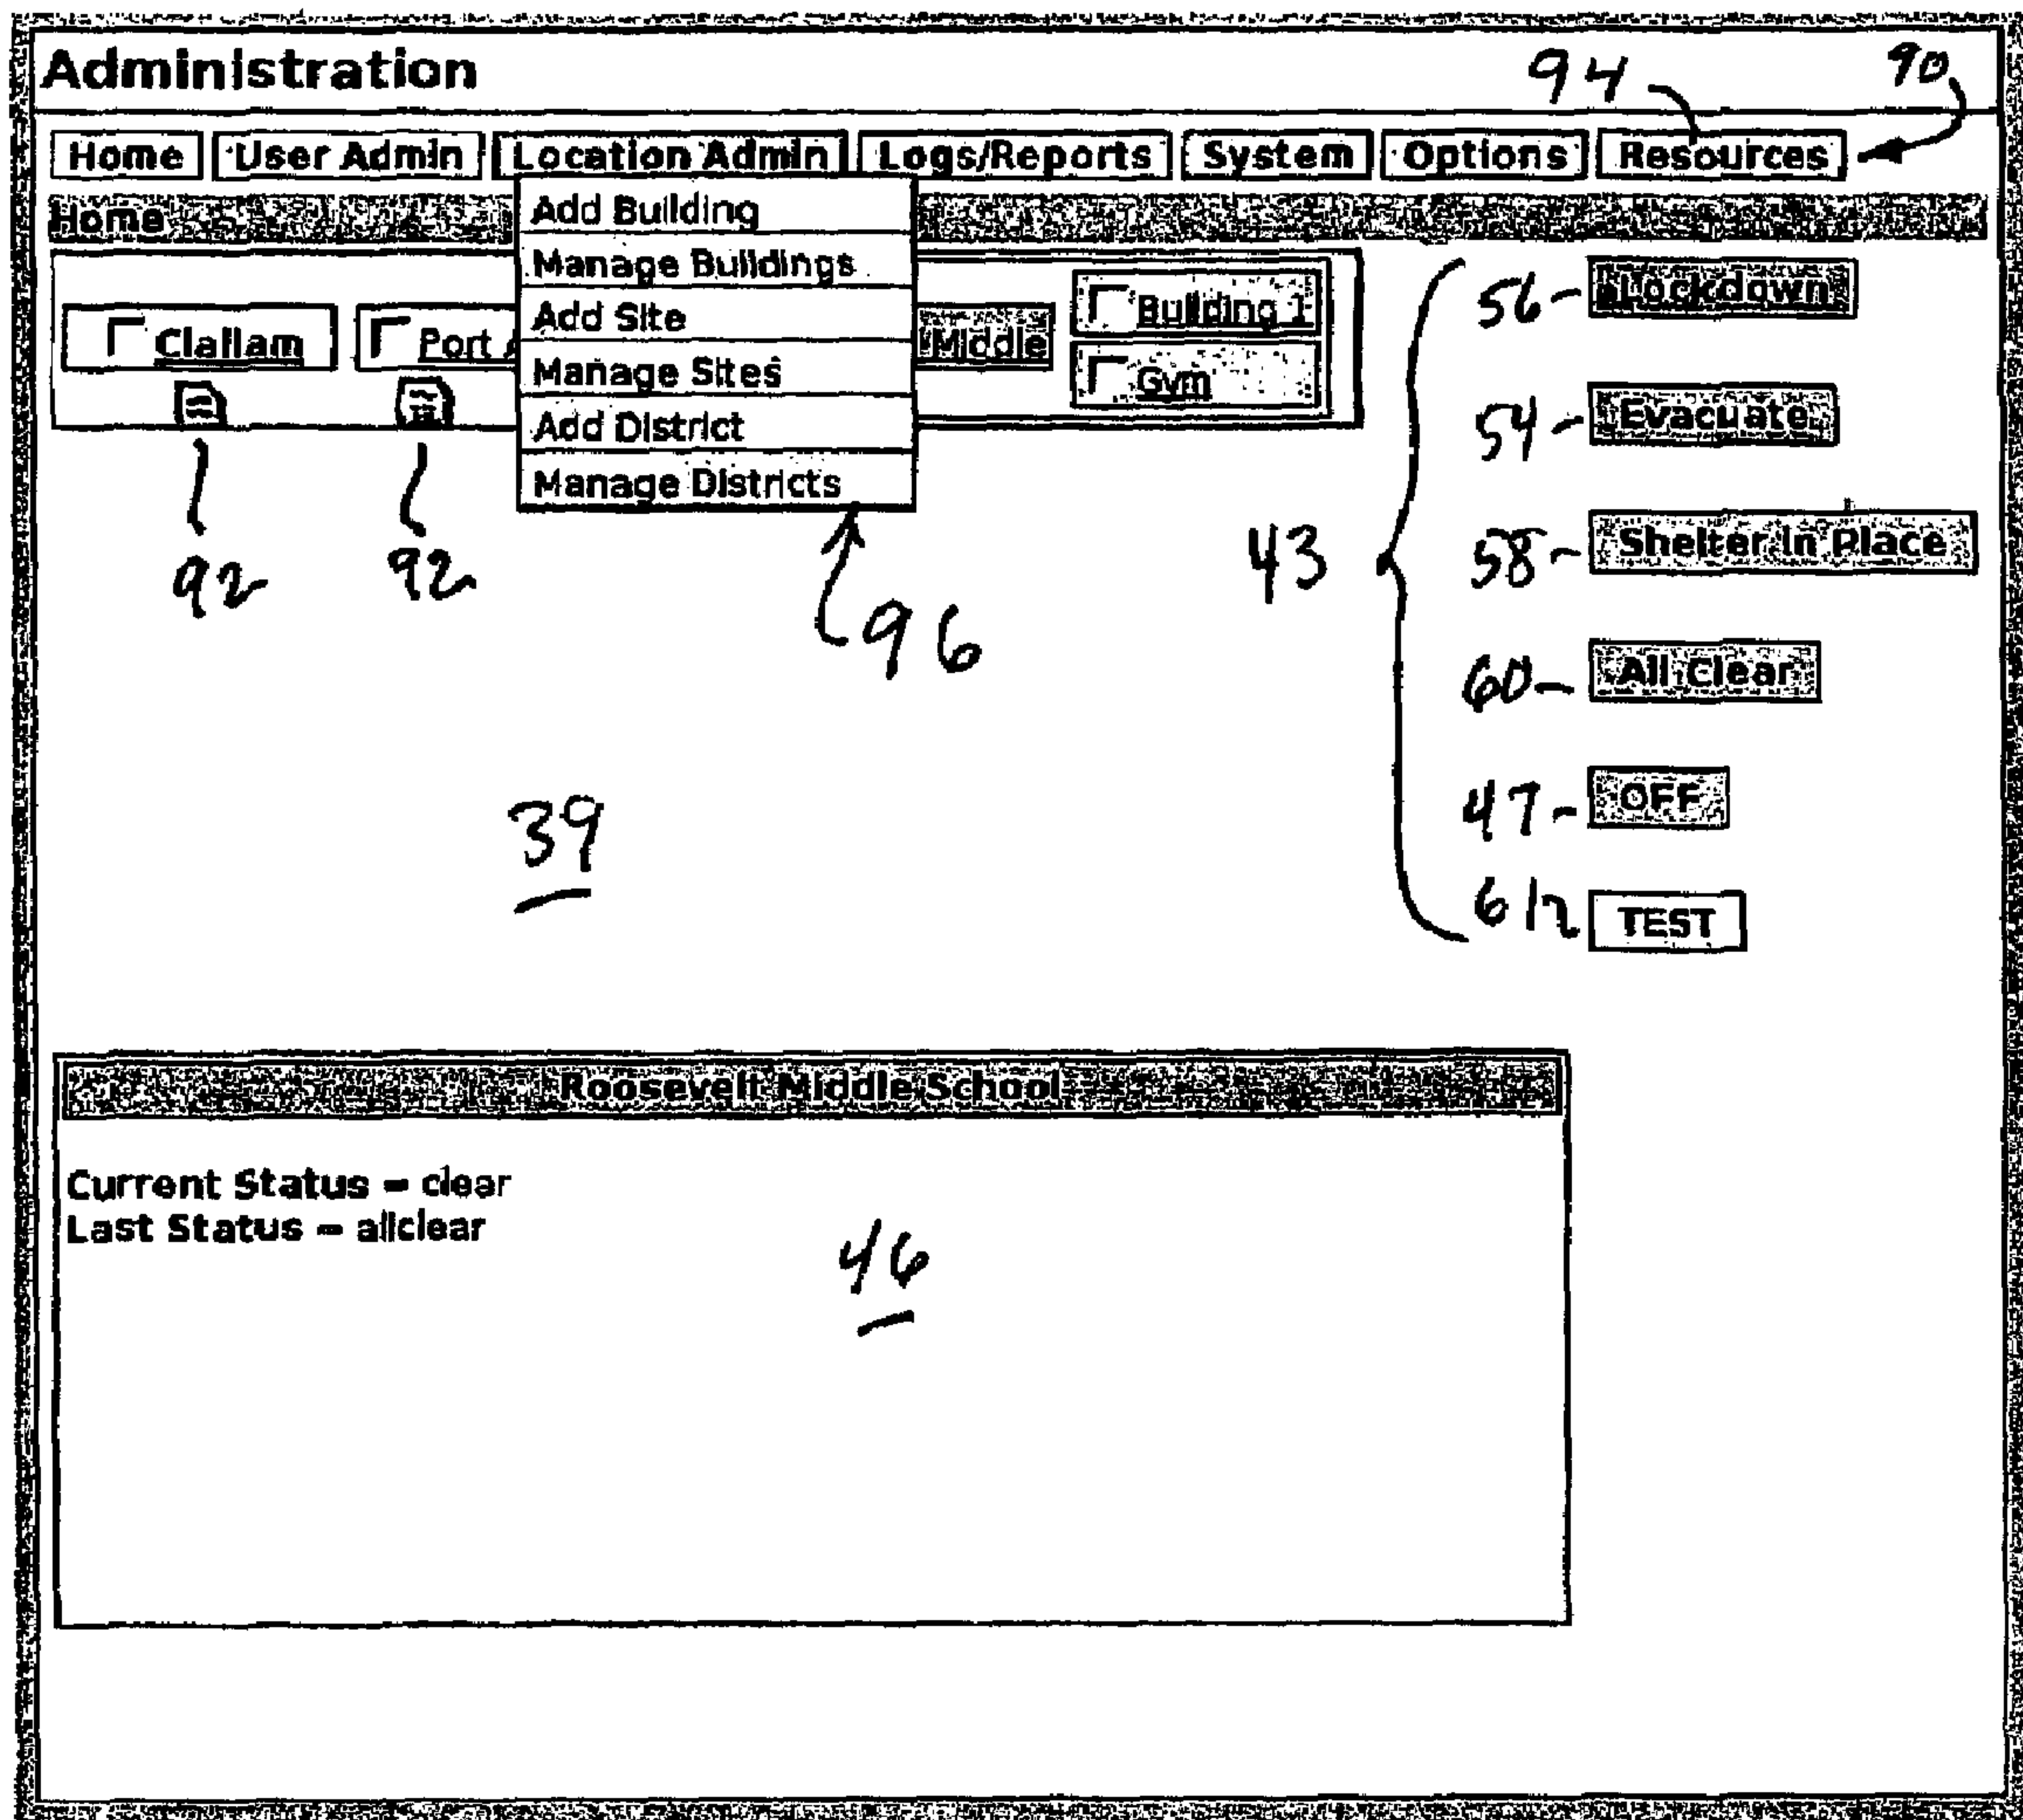 Administration
94 90
Home User Admin Location Admin Logs/Reports System Options Resources
Home
Add Building
Manage Buildings
Add Site
Manage Sites
Add District
Manage Districts
Clallam Port
Middle
Building 1
Gym
92 92
96
43
56 Lockdown
54 Evacuate
58 Shelter In Place
60 All Clear
47 OFF
TEST
39
Roosevelt Middle School
Current Status = clear
Last Status = allclear
46